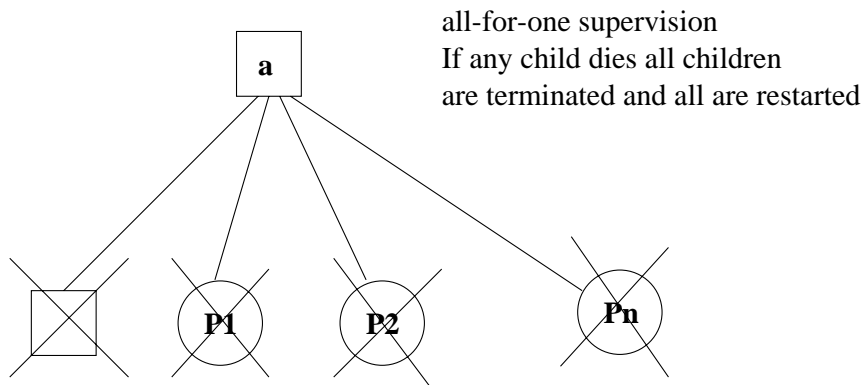 all-for-one supervision
If any child dies all children
are terminated and all are restarted
a
P1
P2
Pn